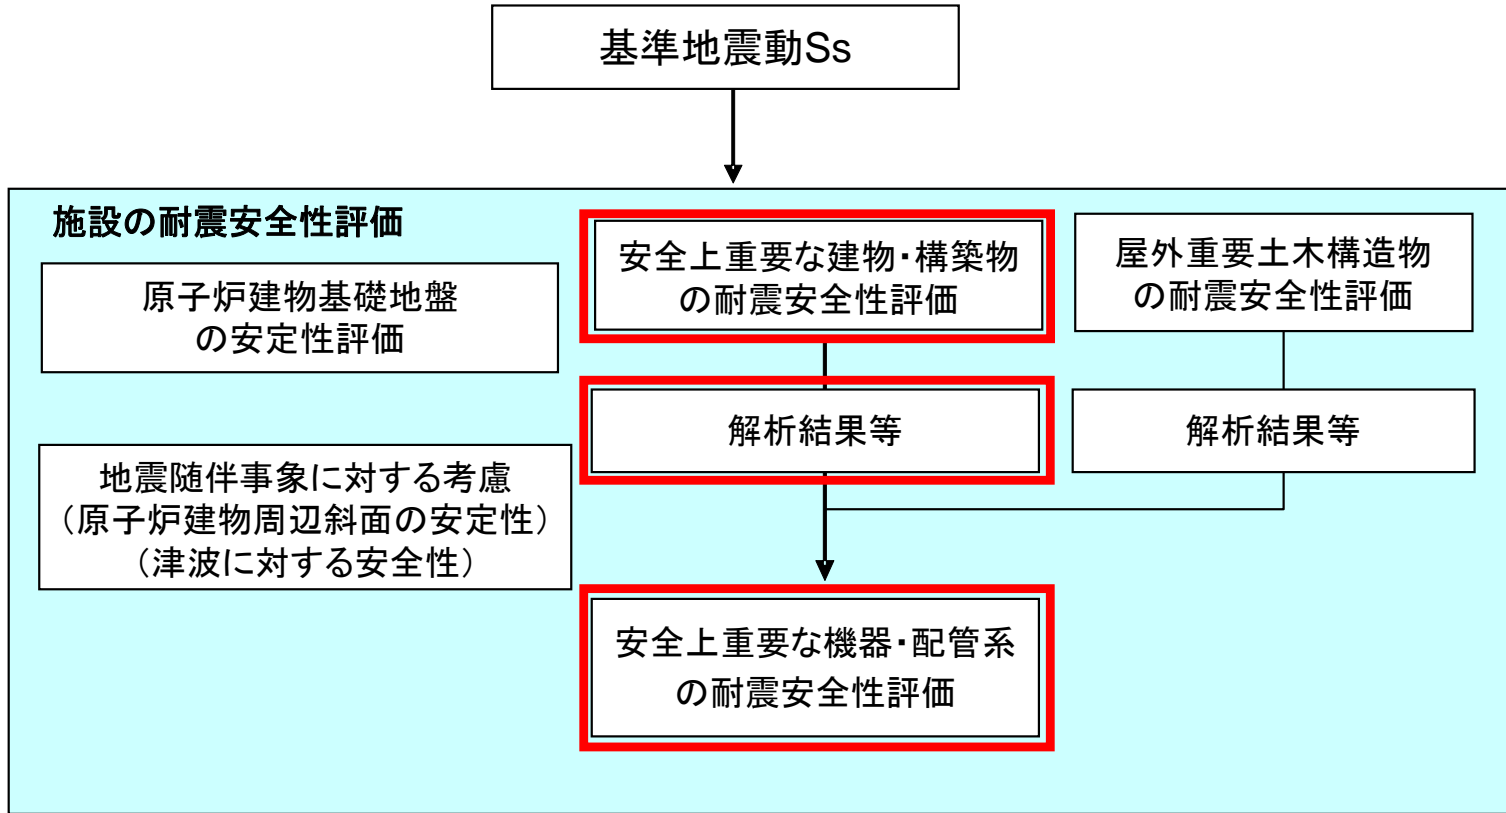 基準地震動Ss
施設の耐震安全性評価
原子炉建物基礎地盤
の安定性評価
地震随伴事象に対する考慮
（原子炉建物周辺斜面の安定性）
（津波に対する安全性）
安全上重要な建物・構築物
の耐震安全性評価
解析結果等
安全上重要な機器・配管系
の耐震安全性評価
屋外重要土木構造物
の耐震安全性評価
解析結果等